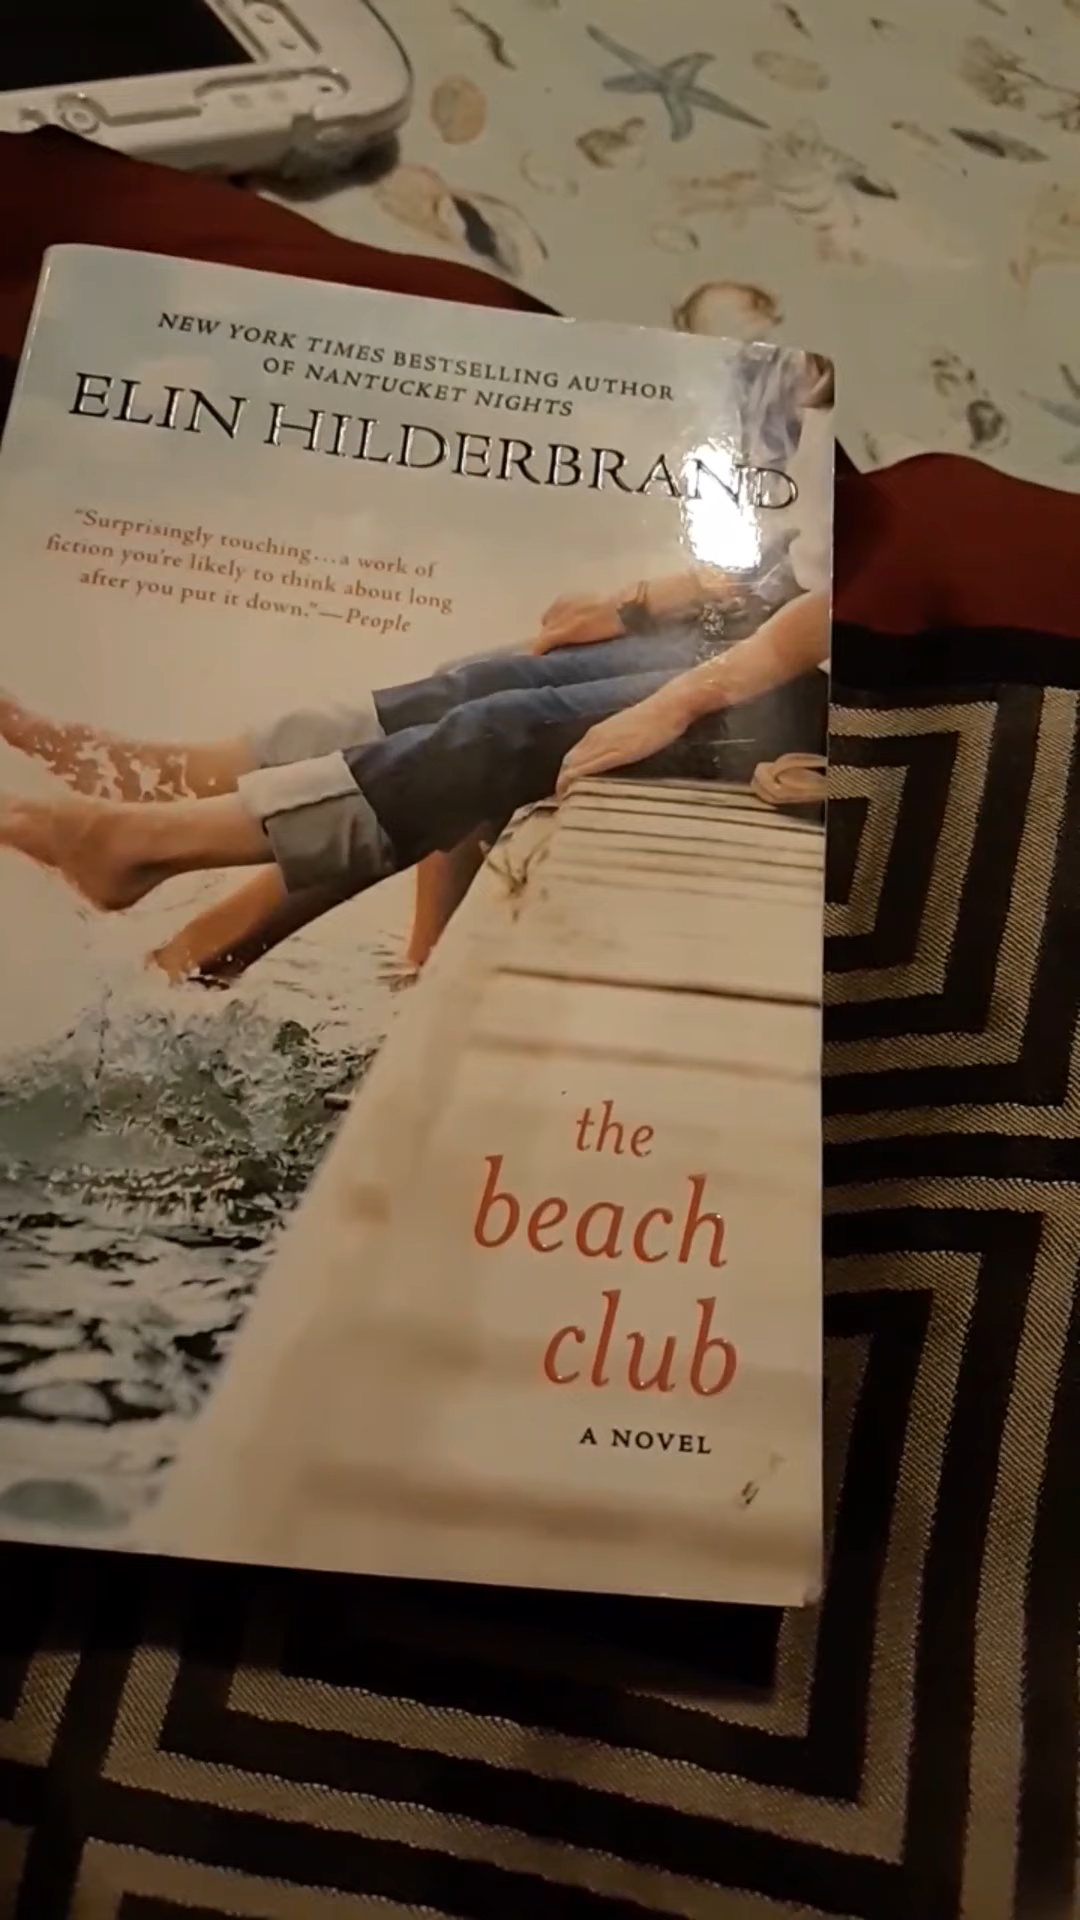 NEW YORK TIMES BESTSELLING AUTHOR
OF NANTUCKET NIGHTS
ELIN HILDERBRAND
"Surprisingly touching...a work of
fiction you're likely to think about long
after you put it down."—People
the
beach
club
A NOVEL